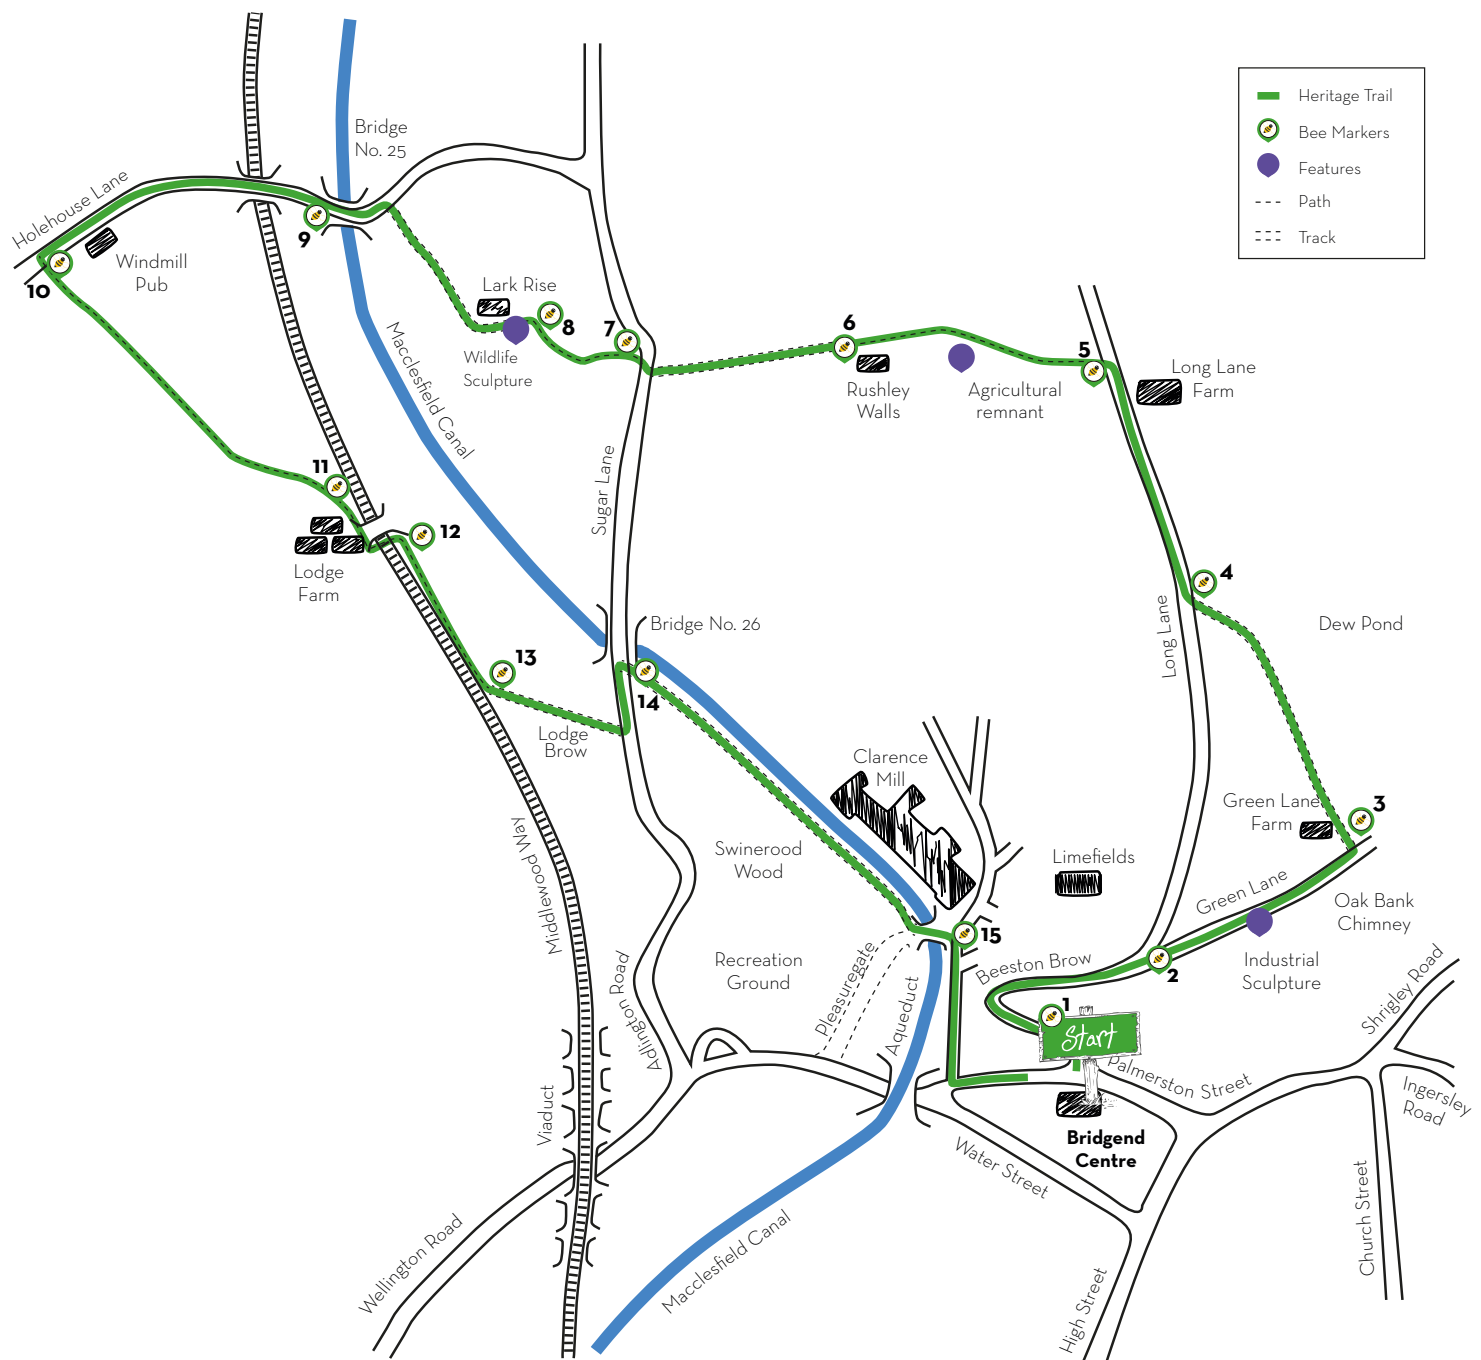 Heritage Trail
Bee Markers
Features
Path
Track
Bridge
No. 25
Holehouse Lane
9
Windmill
Pub
10
Lark Rise
8
7
Wildlife
Sculpture
6
Rushley
Walls
Agricultural
remnant
5
Long Lane
Farm
Macclesfield Canal
Sugar Lane
11
12
Lodge
Farm
4
Long Lane
Dew Pond
Bridge No. 26
13
14
Lodge
Brow
Clarence
Mill
Green Lane
Farm
3
Middlewood Way
Swinerood
Wood
Limefields
Green Lane
Oak Bank
Chimney
15
Recreation
Ground
Pleasuregate
Aqueduct
Beeston Brow
2
Industrial
Sculpture
Adlington Road
1
Start
Shrigley Road
Palmerston Street
Ingersley
Road
Viaduct
Bridgend
Centre
Water Street
Wellington Road
Macclesfield Canal
High Street
Church Street